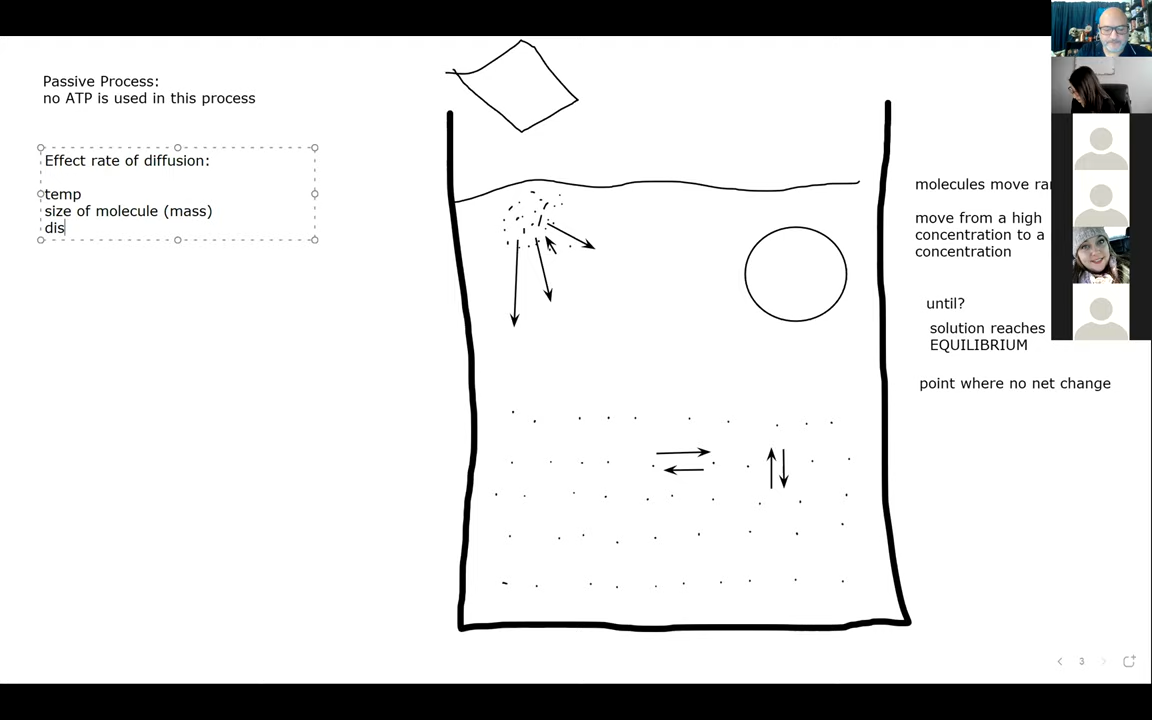 Passive Process:
no ATP is used in this process
Effect rate of diffusion:
temp
size of molecule (mass)
dis
molecules move
move from a high
concentration to a
concentration
until?
solution reaches
EQUILIBRIUM
point where no net change
3